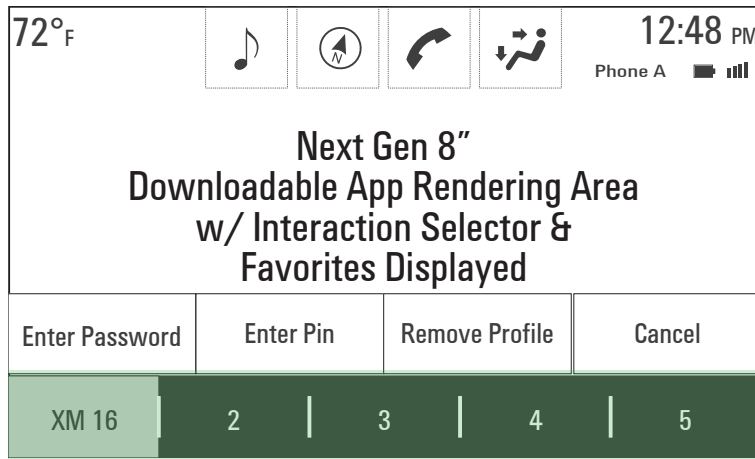 72°F
N
12:48 PM
Phone A
Next Gen 8″
Downloadable App Rendering Area
w/ Interaction Selector &
Favorites Displayed
Enter Password Enter Pin Remove Profile Cancel
XM 16 2 3 4 5